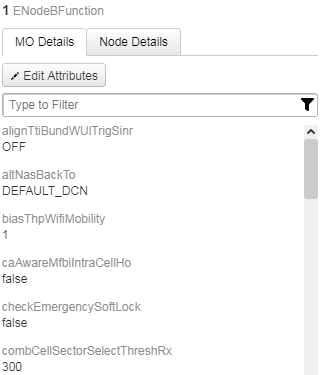 1 ENodeBFunction
MO Details Node Details
Edit Attributes
Type to Filter
alignTtiBundWUlTrigSinr
OFF
altNasBackTo
DEFAULT_DCN
biasThpWifiMobility
1
caAwareMfbiIntraCellHo
false
checkEmergencySoftLock
false
combCellSectorSelectThreshRx
300